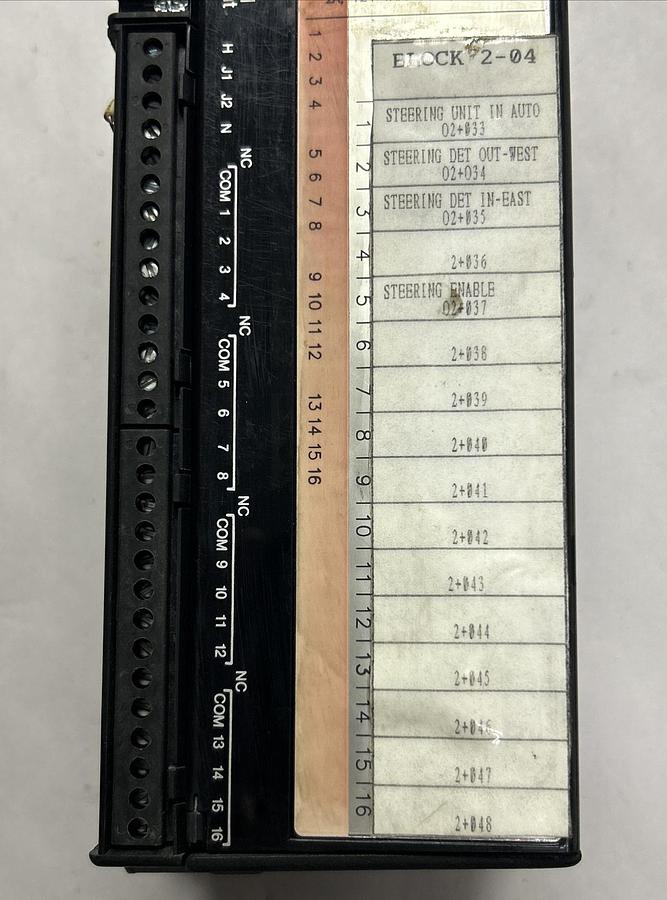 H
J1
J2
N
NC
COM 1
2
3
4
NC
COM 5
6
7
8
NC
COM 9
10
11
12
NC
COM 13
14
15
16
1
2
3
4
5
6
7
8
9
10
11
12
13
14
15
16
1
2
3
4
5
6
7
8
9
10
11
12
13
14
15
16
BLOCK 2-04
STEERING UNIT IN AUTO
O2+033
STEERING DET OUT-WEST
O2+034
STEERING DET IN-EAST
O2+035
2+036
STEERING ENABLE
O2+037
2+038
2+039
2+040
2+041
2+042
2+043
2+044
2+045
2+046
2+047
2+048